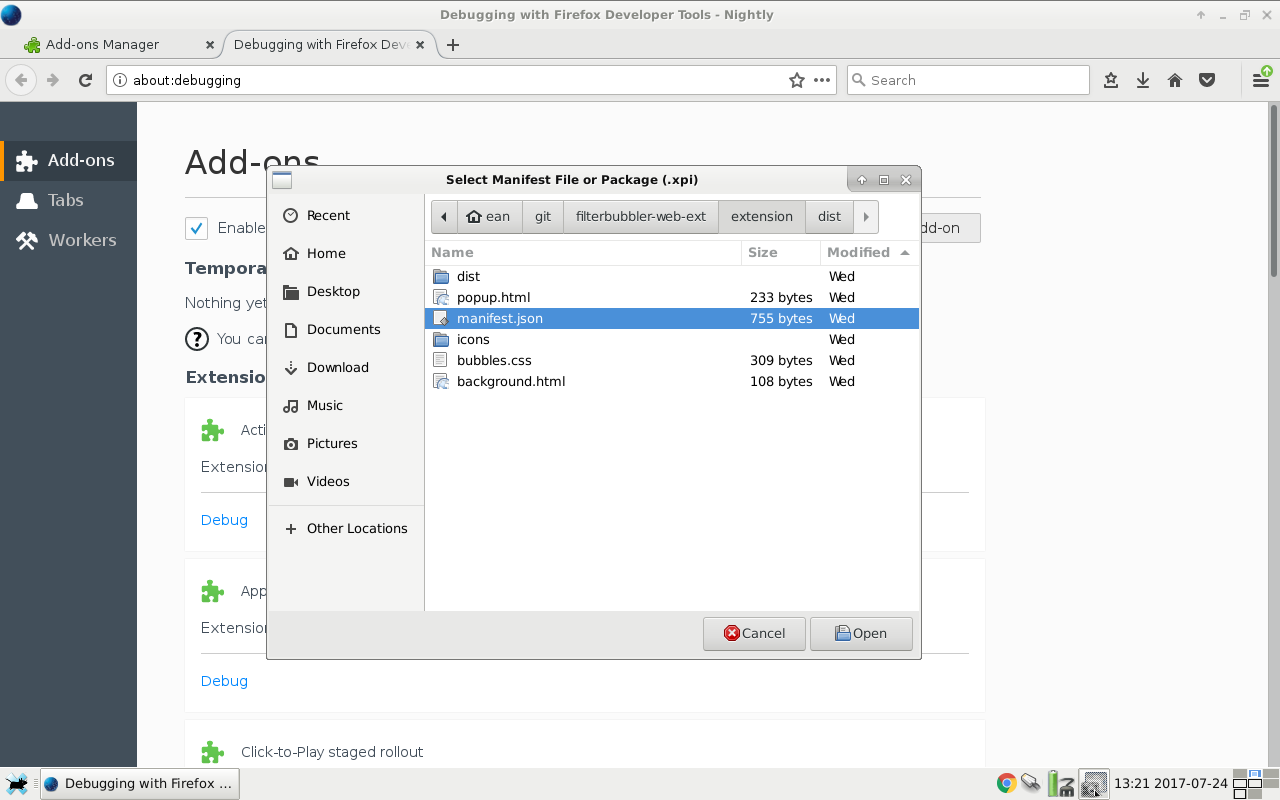 Debugging with Firefox Developer Tools - Nightly
Add-ons Manager
Debugging with Firefox Dev
about:debugging
Search
Add-ons
Tabs
Workers
Add-ons
Enable
dd-on
Tempora
Nothing yet
You can
Extensio
Acti
Extension
Debug
App
Extension
Debug
Click-to-Play staged rollout
Select Manifest File or Package (.xpi)
Recent
Home
Desktop
Documents
Download
Music
Pictures
Videos
Other Locations
ean git filterbubbler-web-ext extension dist
Name Size Modified
dist Wed
popup.html 233 bytes Wed
manifest.json 755 bytes Wed
icons Wed
bubbles.css 309 bytes Wed
background.html 108 bytes Wed
Cancel Open
Debugging with Firefox ...
13:21 2017-07-24